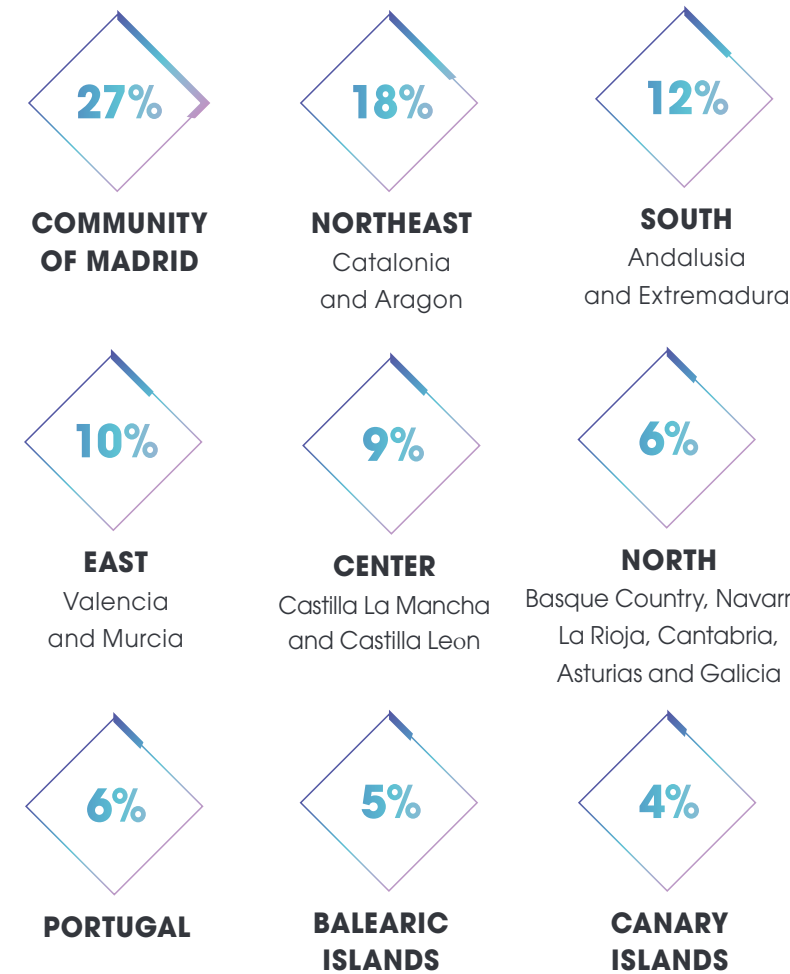 27%
COMMUNITY
OF MADRID
18%
NORTHEAST
Catalonia
and Aragon
12%
SOUTH
Andalusia
and Extremadura
10%
EAST
Valencia
and Murcia
9%
CENTER
Castilla La Mancha
and Castilla Leon
6%
NORTH
Basque Country, Navarr
La Rioja, Cantabria,
Asturias and Galicia
6%
PORTUGAL
5%
BALEARIC
ISLANDS
4%
CANARY
ISLANDS